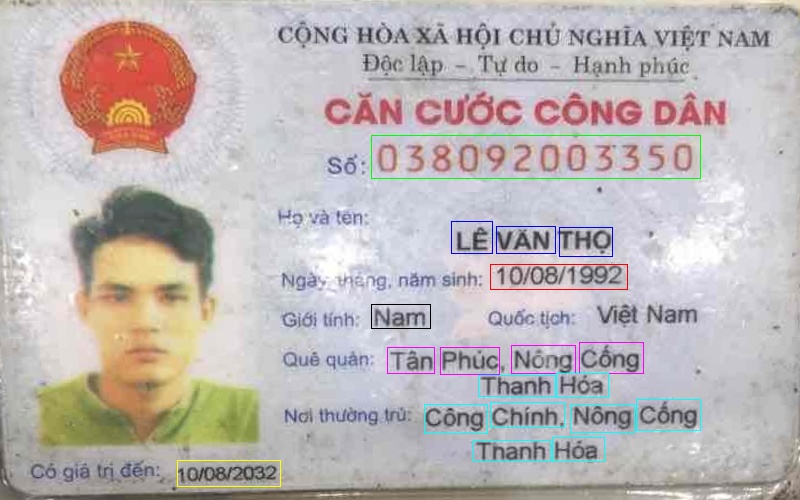 CỘNG HÒA XÃ HỘI CHỦ NGHĨA VIỆT NAM
Độc lập - Tự do - Hạnh phúc
CĂN CƯỚC CÔNG DÂN
Số: 038092003350
Họ và tên:
LÊ VĂN THỌ
Ngày, tháng, năm sinh: 10/08/1992
Giới tính: Nam Quốc tịch: Việt Nam
Quê quán: Tân Phúc, Nông Cống
Thanh Hóa
Nơi thường trú: Công Chính, Nông Cống
Thanh Hóa
Có giá trị đến: 10/08/2032